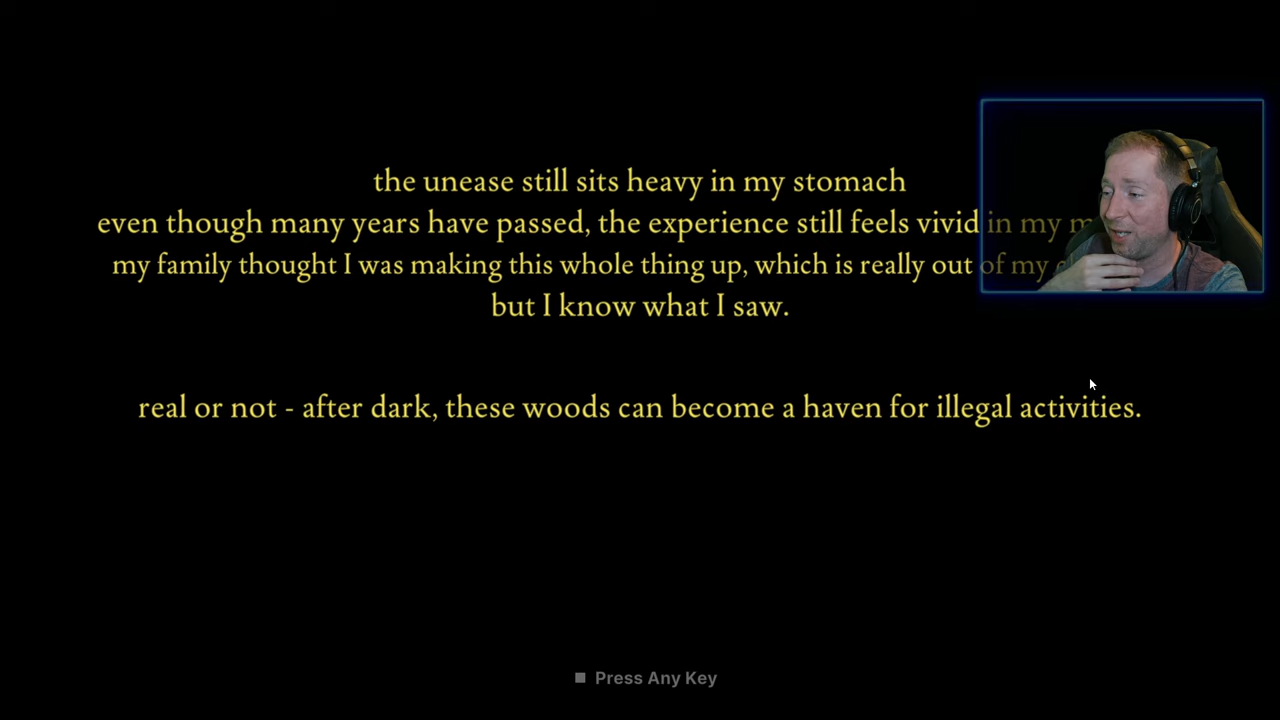 the unease still sits heavy in my stomach
even though many years have passed, the experience still feels vivid in my
my family thought I was making this whole thing up, which is really out of my
but I know what I saw.
real or not - after dark, these woods can become a haven for illegal activities.
Press Any Key